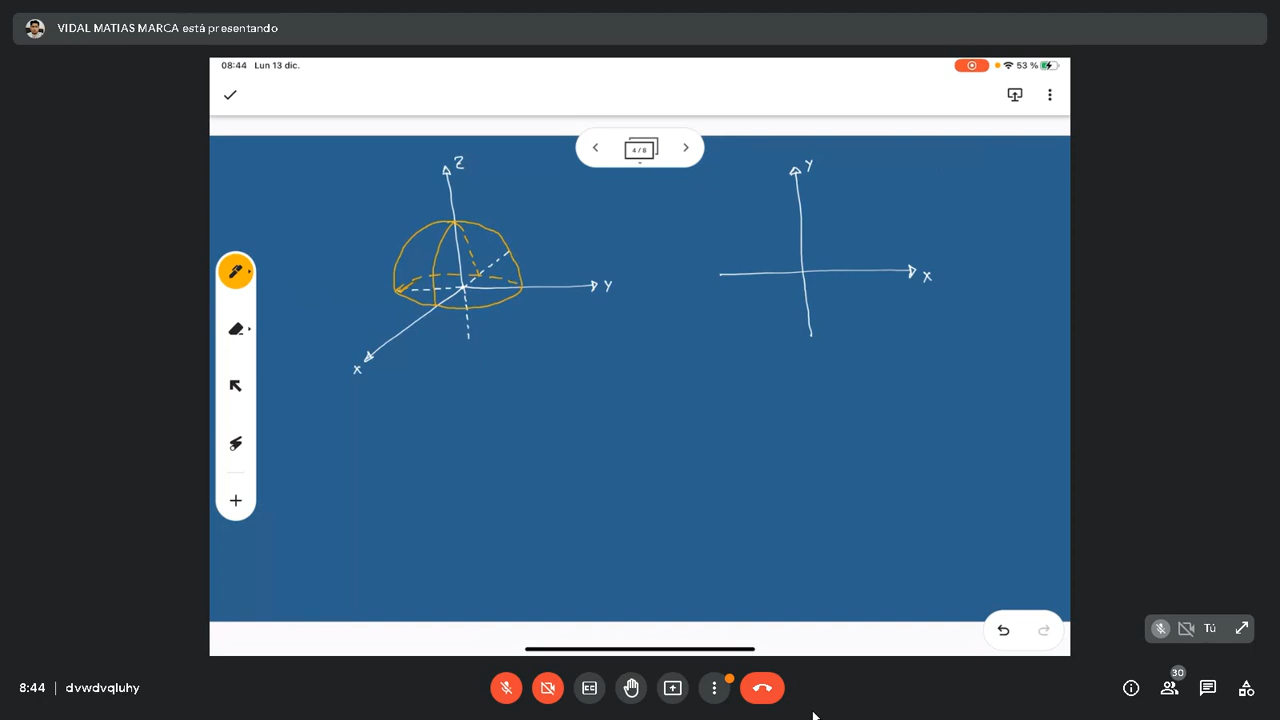 VIDAL MATIAS MARCA está presentando
08:44 Lun 13 dic.
53 %
4/8
Z
Y
X
Y
X
Tú
30
8:44 | dvwdvqluhy